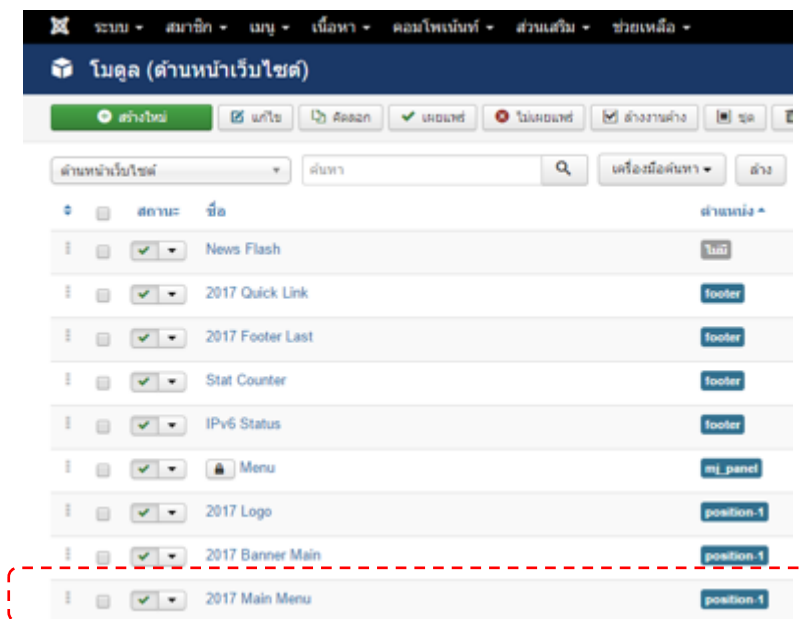 ระบบ สมาชิก เมนู เนื้อหา คอมโพเน้นท์ ส่วนเสริม ช่วยเหลือ
โมดูล (ด้านหน้าเว็บไซต์)
สร้างใหม่ แก้ไข คัดลอก เผยแพร่ ไม่เผยแพร่ ล้างงานค้าง ชุด
ด้านหน้าเว็บไซต์ ค้นหา เครื่องมือค้นหา ล้าง
สถานะ ชื่อ ตำแหน่ง
News Flash ไม่มี
2017 Quick Link footer
2017 Footer Last footer
Stat Counter footer
IPv6 Status footer
Menu mj_panel
2017 Logo position-1
2017 Banner Main position-1
2017 Main Menu position-1